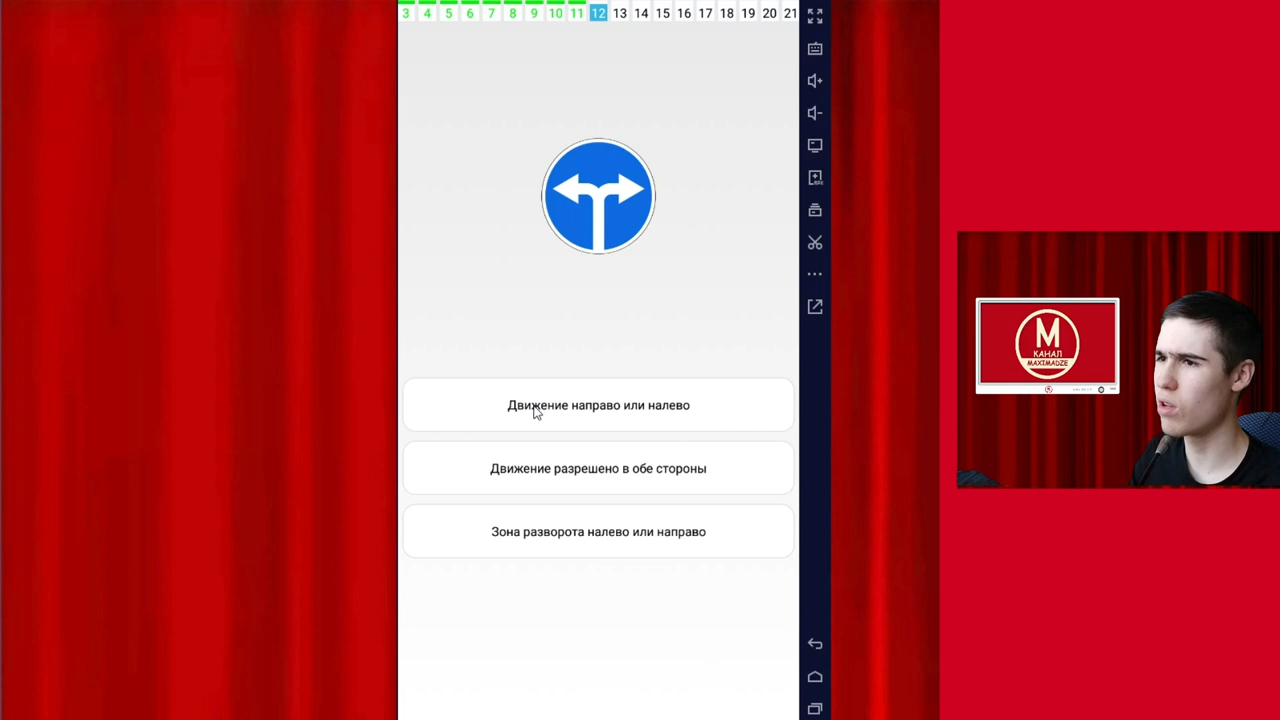 3 4 5 6 7 8 9 10 11 12 13 14 15 16 17 18 19 20 21
Движение направо или налево
Движение разрешено в обе стороны
Зона разворота налево или направо
М
КАНАЛ
MAXIMADZE